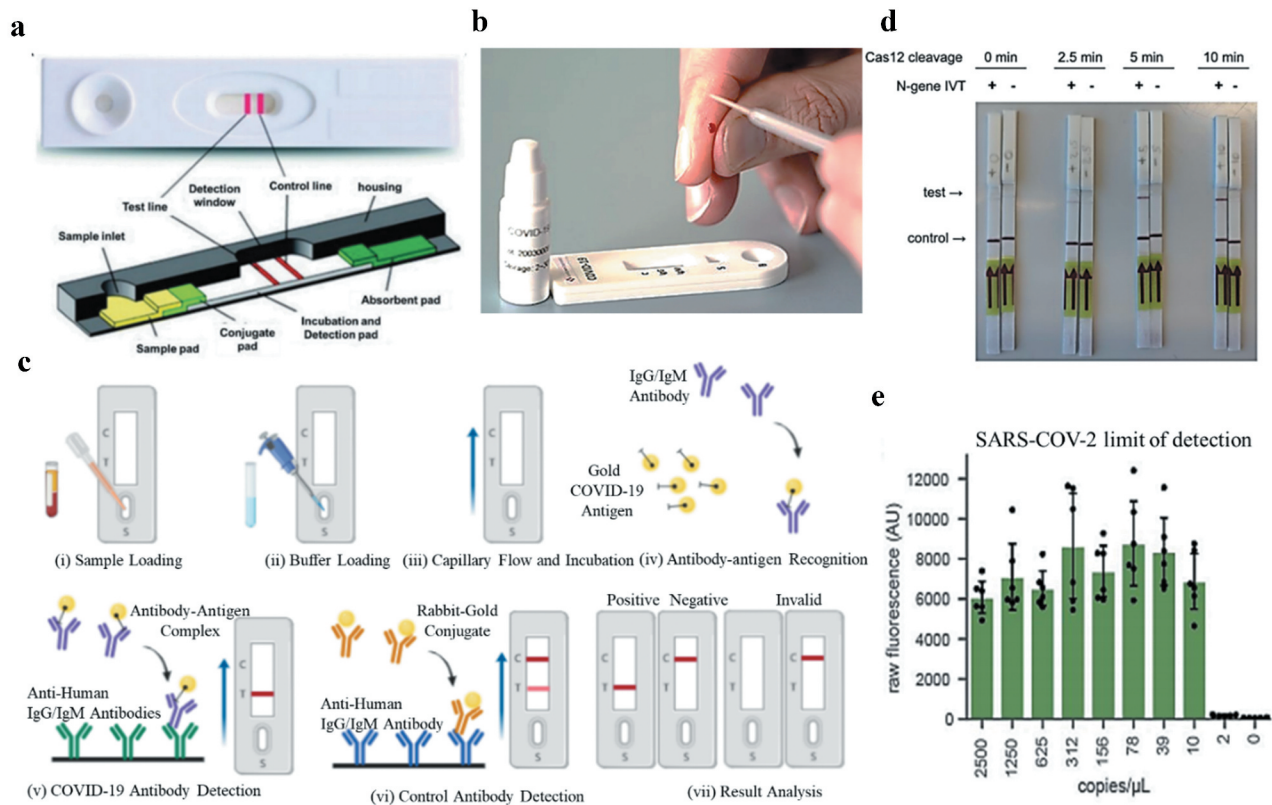 a
Control line
Detection
window
housing
Test line
Sample inlet
Absorbent pad
Conjugate
pad
Incubation and
Detection pad
Sample pad
b
COVID-19
C
T
S
c
C
T
S
(i) Sample Loading
C
T
S
(ii) Buffer Loading
C
T
S
(iii) Capillary Flow and Incubation
IgG/IgM
Antibody
Gold
COVID-19
Antigen
(iv) Antibody-antigen Recognition
Antibody-Antigen
Complex
Anti-Human
IgG/IgM Antibodies
C
T
S
(v) COVID-19 Antibody Detection
Rabbit-Gold
Conjugate
Anti-Human
IgG/IgM Antibody
C
T
S
(vi) Control Antibody Detection
Positive Negative Invalid
C C C
T T T
S S S S
(vii) Result Analysis
d
Cas12 cleavage 0 min 2.5 min 5 min 10 min
N-gene IVT + - + - + - + -
test →
control →
e
SARS-COV-2 limit of detection
raw fluorescence (AU)
12000
10000
8000
6000
4000
2000
0
2500 1250 625 312 156 78 39 10 2 0
copies/µL